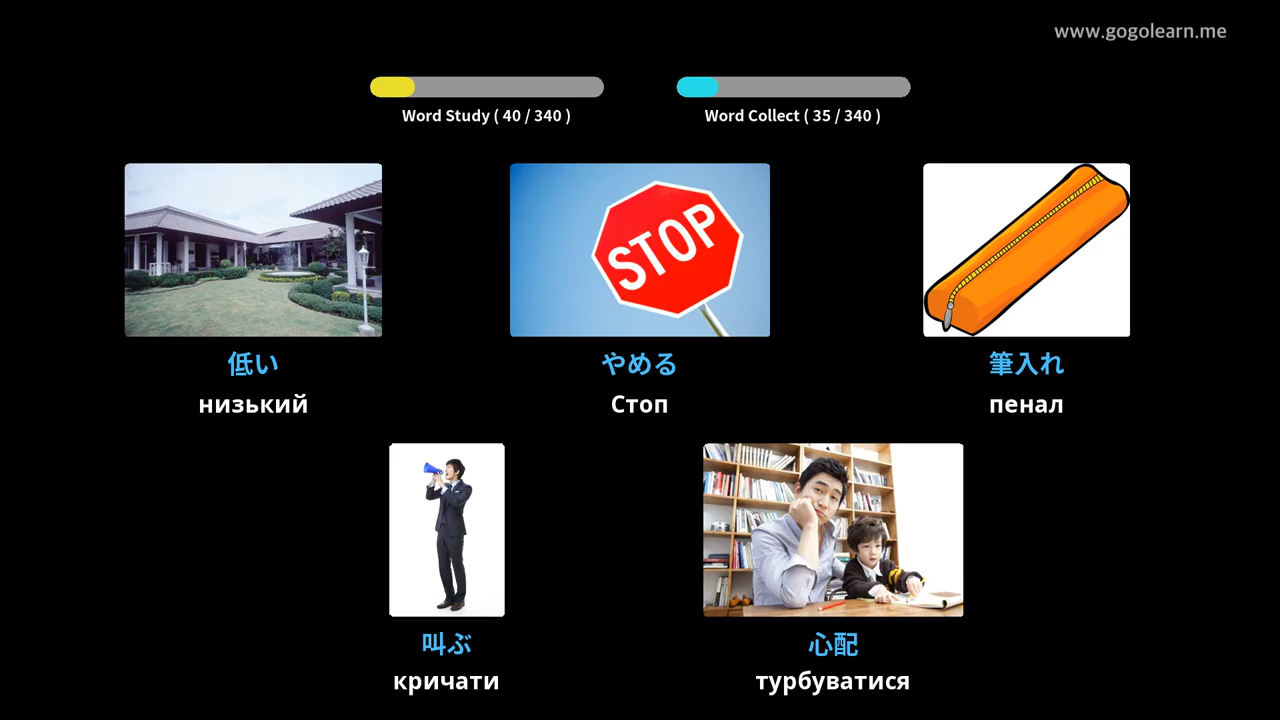 www.gogolearn.me
Word Study ( 40 / 340 )
Word Collect ( 35 / 340 )
STOP
低い
やめる
筆入れ
низький
Стоп
пенал
叫ぶ
心配
кричати
турбуватися